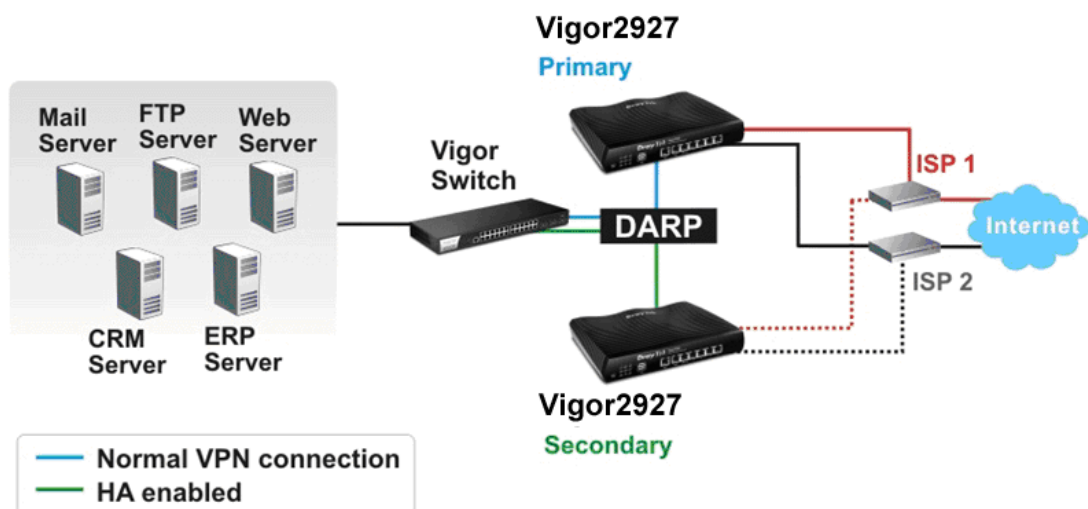 Vigor2927
Primary
Mail
Server
FTP
Server
Web
Server
Vigor
Switch
ISP 1
DARP
Internet
ISP 2
CRM
Server
ERP
Server
Vigor2927
Secondary
Normal VPN connection
HA enabled